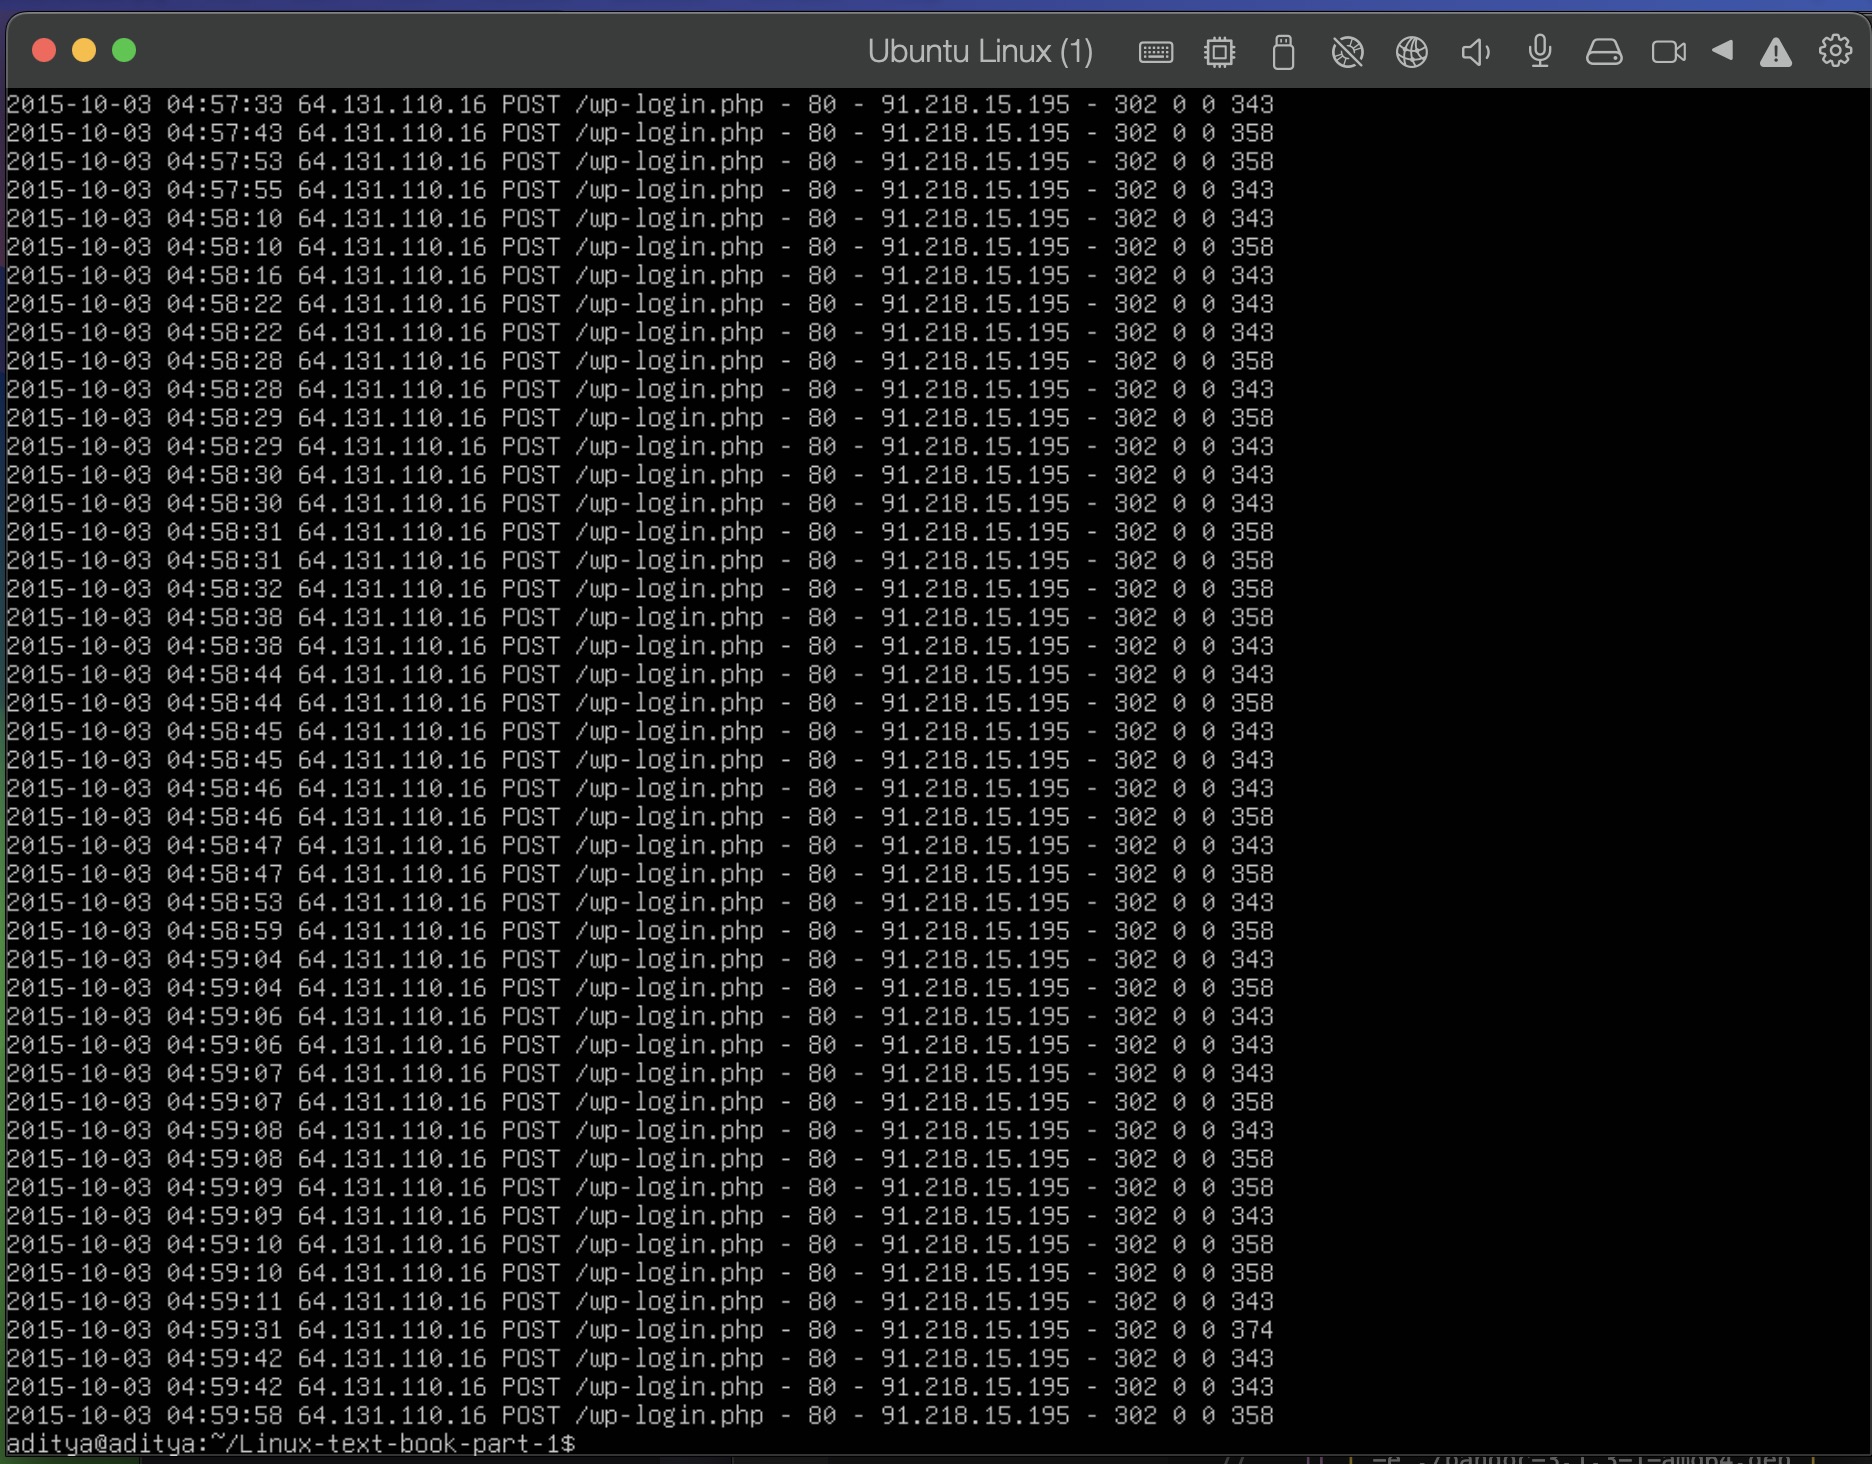 Ubuntu Linux (1)
2015-10-03 04:57:33 64.131.110.16 POST /wp-login.php - 80 - 91.218.15.195 - 302 0 0 343
2015-10-03 04:57:43 64.131.110.16 POST /wp-login.php - 80 - 91.218.15.195 - 302 0 0 358
2015-10-03 04:57:53 64.131.110.16 POST /wp-login.php - 80 - 91.218.15.195 - 302 0 0 358
2015-10-03 04:57:55 64.131.110.16 POST /wp-login.php - 80 - 91.218.15.195 - 302 0 0 343
2015-10-03 04:58:10 64.131.110.16 POST /wp-login.php - 80 - 91.218.15.195 - 302 0 0 343
2015-10-03 04:58:10 64.131.110.16 POST /wp-login.php - 80 - 91.218.15.195 - 302 0 0 358
2015-10-03 04:58:16 64.131.110.16 POST /wp-login.php - 80 - 91.218.15.195 - 302 0 0 343
2015-10-03 04:58:22 64.131.110.16 POST /wp-login.php - 80 - 91.218.15.195 - 302 0 0 343
2015-10-03 04:58:22 64.131.110.16 POST /wp-login.php - 80 - 91.218.15.195 - 302 0 0 343
2015-10-03 04:58:28 64.131.110.16 POST /wp-login.php - 80 - 91.218.15.195 - 302 0 0 358
2015-10-03 04:58:28 64.131.110.16 POST /wp-login.php - 80 - 91.218.15.195 - 302 0 0 343
2015-10-03 04:58:29 64.131.110.16 POST /wp-login.php - 80 - 91.218.15.195 - 302 0 0 358
2015-10-03 04:58:29 64.131.110.16 POST /wp-login.php - 80 - 91.218.15.195 - 302 0 0 343
2015-10-03 04:58:30 64.131.110.16 POST /wp-login.php - 80 - 91.218.15.195 - 302 0 0 343
2015-10-03 04:58:30 64.131.110.16 POST /wp-login.php - 80 - 91.218.15.195 - 302 0 0 343
2015-10-03 04:58:31 64.131.110.16 POST /wp-login.php - 80 - 91.218.15.195 - 302 0 0 358
2015-10-03 04:58:31 64.131.110.16 POST /wp-login.php - 80 - 91.218.15.195 - 302 0 0 358
2015-10-03 04:58:32 64.131.110.16 POST /wp-login.php - 80 - 91.218.15.195 - 302 0 0 358
2015-10-03 04:58:38 64.131.110.16 POST /wp-login.php - 80 - 91.218.15.195 - 302 0 0 358
2015-10-03 04:58:38 64.131.110.16 POST /wp-login.php - 80 - 91.218.15.195 - 302 0 0 343
2015-10-03 04:58:44 64.131.110.16 POST /wp-login.php - 80 - 91.218.15.195 - 302 0 0 343
2015-10-03 04:58:44 64.131.110.16 POST /wp-login.php - 80 - 91.218.15.195 - 302 0 0 358
2015-10-03 04:58:45 64.131.110.16 POST /wp-login.php - 80 - 91.218.15.195 - 302 0 0 343
2015-10-03 04:58:45 64.131.110.16 POST /wp-login.php - 80 - 91.218.15.195 - 302 0 0 343
2015-10-03 04:58:46 64.131.110.16 POST /wp-login.php - 80 - 91.218.15.195 - 302 0 0 343
2015-10-03 04:58:46 64.131.110.16 POST /wp-login.php - 80 - 91.218.15.195 - 302 0 0 358
2015-10-03 04:58:47 64.131.110.16 POST /wp-login.php - 80 - 91.218.15.195 - 302 0 0 343
2015-10-03 04:58:47 64.131.110.16 POST /wp-login.php - 80 - 91.218.15.195 - 302 0 0 358
2015-10-03 04:58:53 64.131.110.16 POST /wp-login.php - 80 - 91.218.15.195 - 302 0 0 343
2015-10-03 04:58:59 64.131.110.16 POST /wp-login.php - 80 - 91.218.15.195 - 302 0 0 358
2015-10-03 04:59:04 64.131.110.16 POST /wp-login.php - 80 - 91.218.15.195 - 302 0 0 343
2015-10-03 04:59:04 64.131.110.16 POST /wp-login.php - 80 - 91.218.15.195 - 302 0 0 358
2015-10-03 04:59:06 64.131.110.16 POST /wp-login.php - 80 - 91.218.15.195 - 302 0 0 343
2015-10-03 04:59:06 64.131.110.16 POST /wp-login.php - 80 - 91.218.15.195 - 302 0 0 343
2015-10-03 04:59:07 64.131.110.16 POST /wp-login.php - 80 - 91.218.15.195 - 302 0 0 343
2015-10-03 04:59:07 64.131.110.16 POST /wp-login.php - 80 - 91.218.15.195 - 302 0 0 358
2015-10-03 04:59:08 64.131.110.16 POST /wp-login.php - 80 - 91.218.15.195 - 302 0 0 343
2015-10-03 04:59:08 64.131.110.16 POST /wp-login.php - 80 - 91.218.15.195 - 302 0 0 358
2015-10-03 04:59:09 64.131.110.16 POST /wp-login.php - 80 - 91.218.15.195 - 302 0 0 358
2015-10-03 04:59:09 64.131.110.16 POST /wp-login.php - 80 - 91.218.15.195 - 302 0 0 343
2015-10-03 04:59:10 64.131.110.16 POST /wp-login.php - 80 - 91.218.15.195 - 302 0 0 358
2015-10-03 04:59:10 64.131.110.16 POST /wp-login.php - 80 - 91.218.15.195 - 302 0 0 358
2015-10-03 04:59:11 64.131.110.16 POST /wp-login.php - 80 - 91.218.15.195 - 302 0 0 343
2015-10-03 04:59:31 64.131.110.16 POST /wp-login.php - 80 - 91.218.15.195 - 302 0 0 374
2015-10-03 04:59:42 64.131.110.16 POST /wp-login.php - 80 - 91.218.15.195 - 302 0 0 343
2015-10-03 04:59:42 64.131.110.16 POST /wp-login.php - 80 - 91.218.15.195 - 302 0 0 343
2015-10-03 04:59:58 64.131.110.16 POST /wp-login.php - 80 - 91.218.15.195 - 302 0 0 358
aditya@aditya:~/Linux-text-book-part-1$